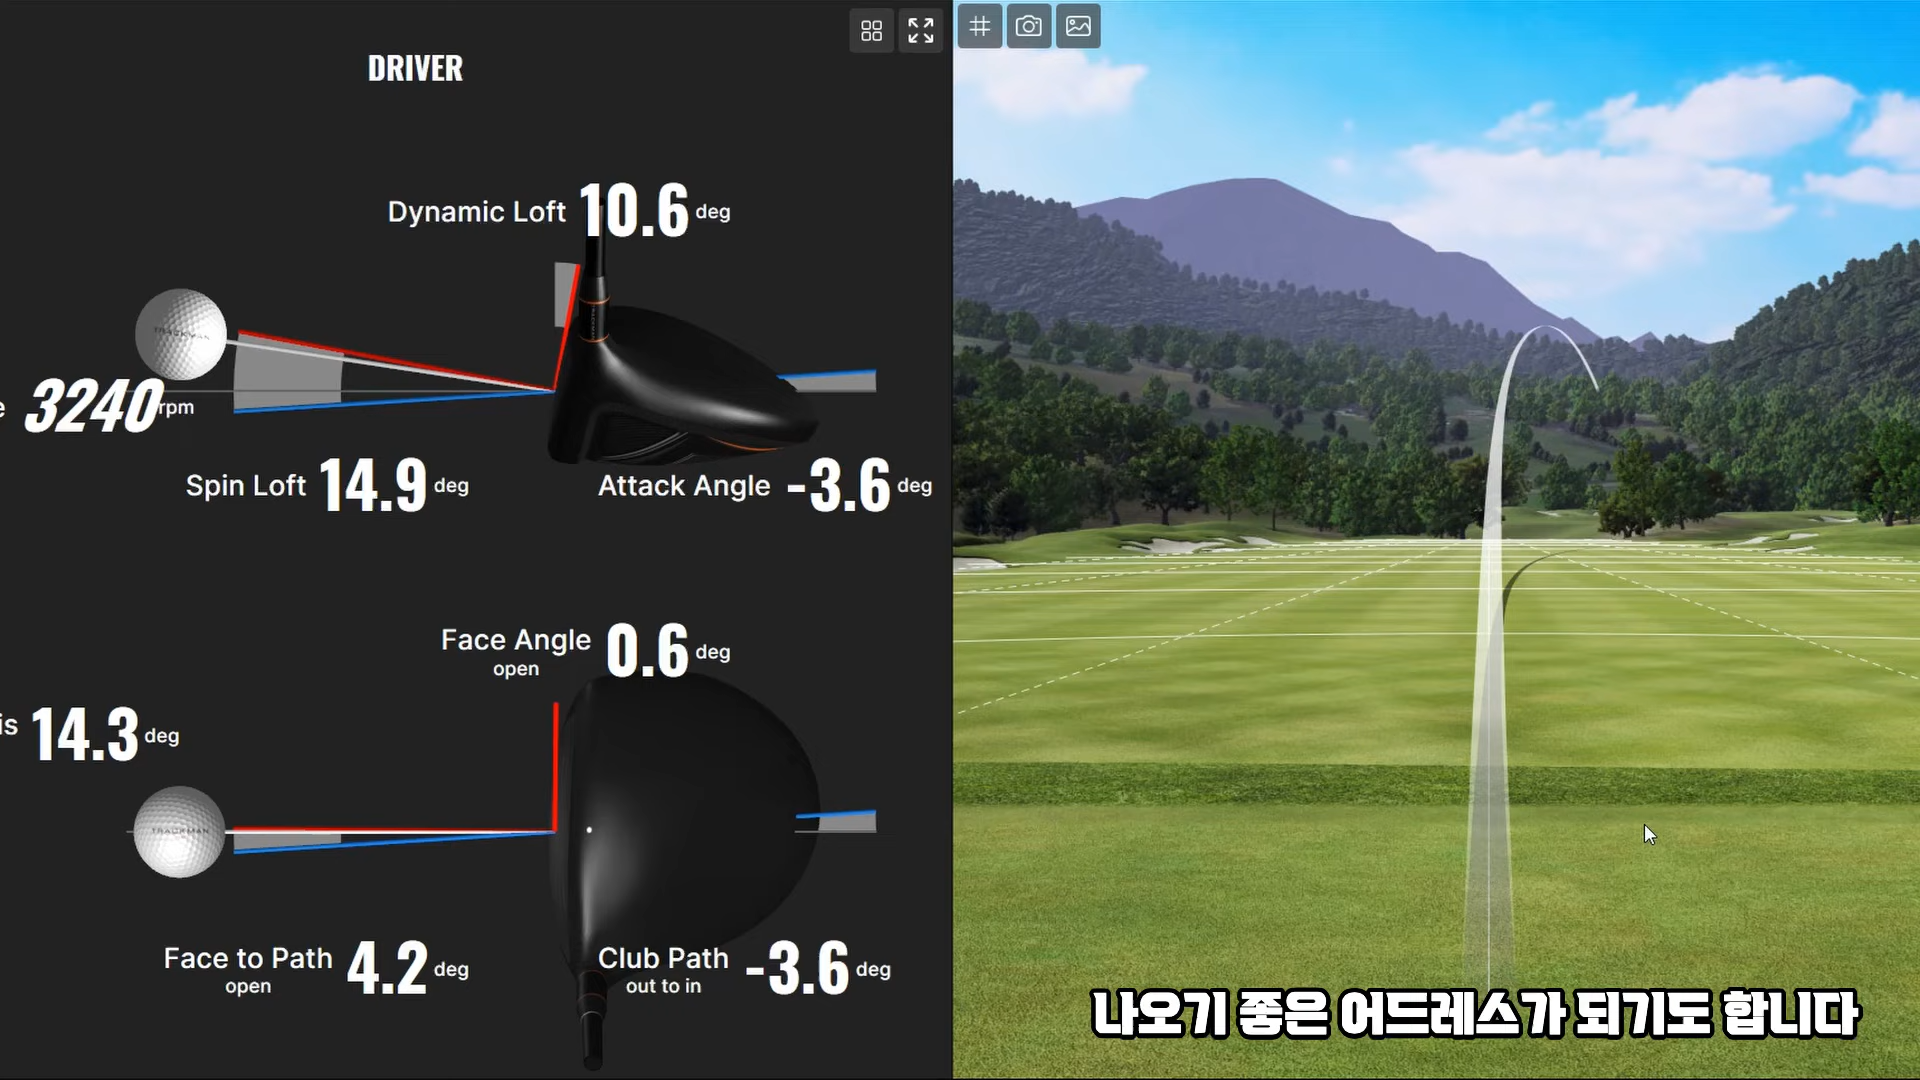 DRIVER
Dynamic Loft 10.6 deg
TRACKMAN
e 3240 rpm
Spin Loft 14.9 deg
Attack Angle -3.6 deg
Face Angle 0.6 deg
open
is 14.3 deg
TRACKMAN
Face to Path 4.2 deg
open
Club Path -3.6 deg
out to in
나오기 좋은 어드레스가 되기도 합니다